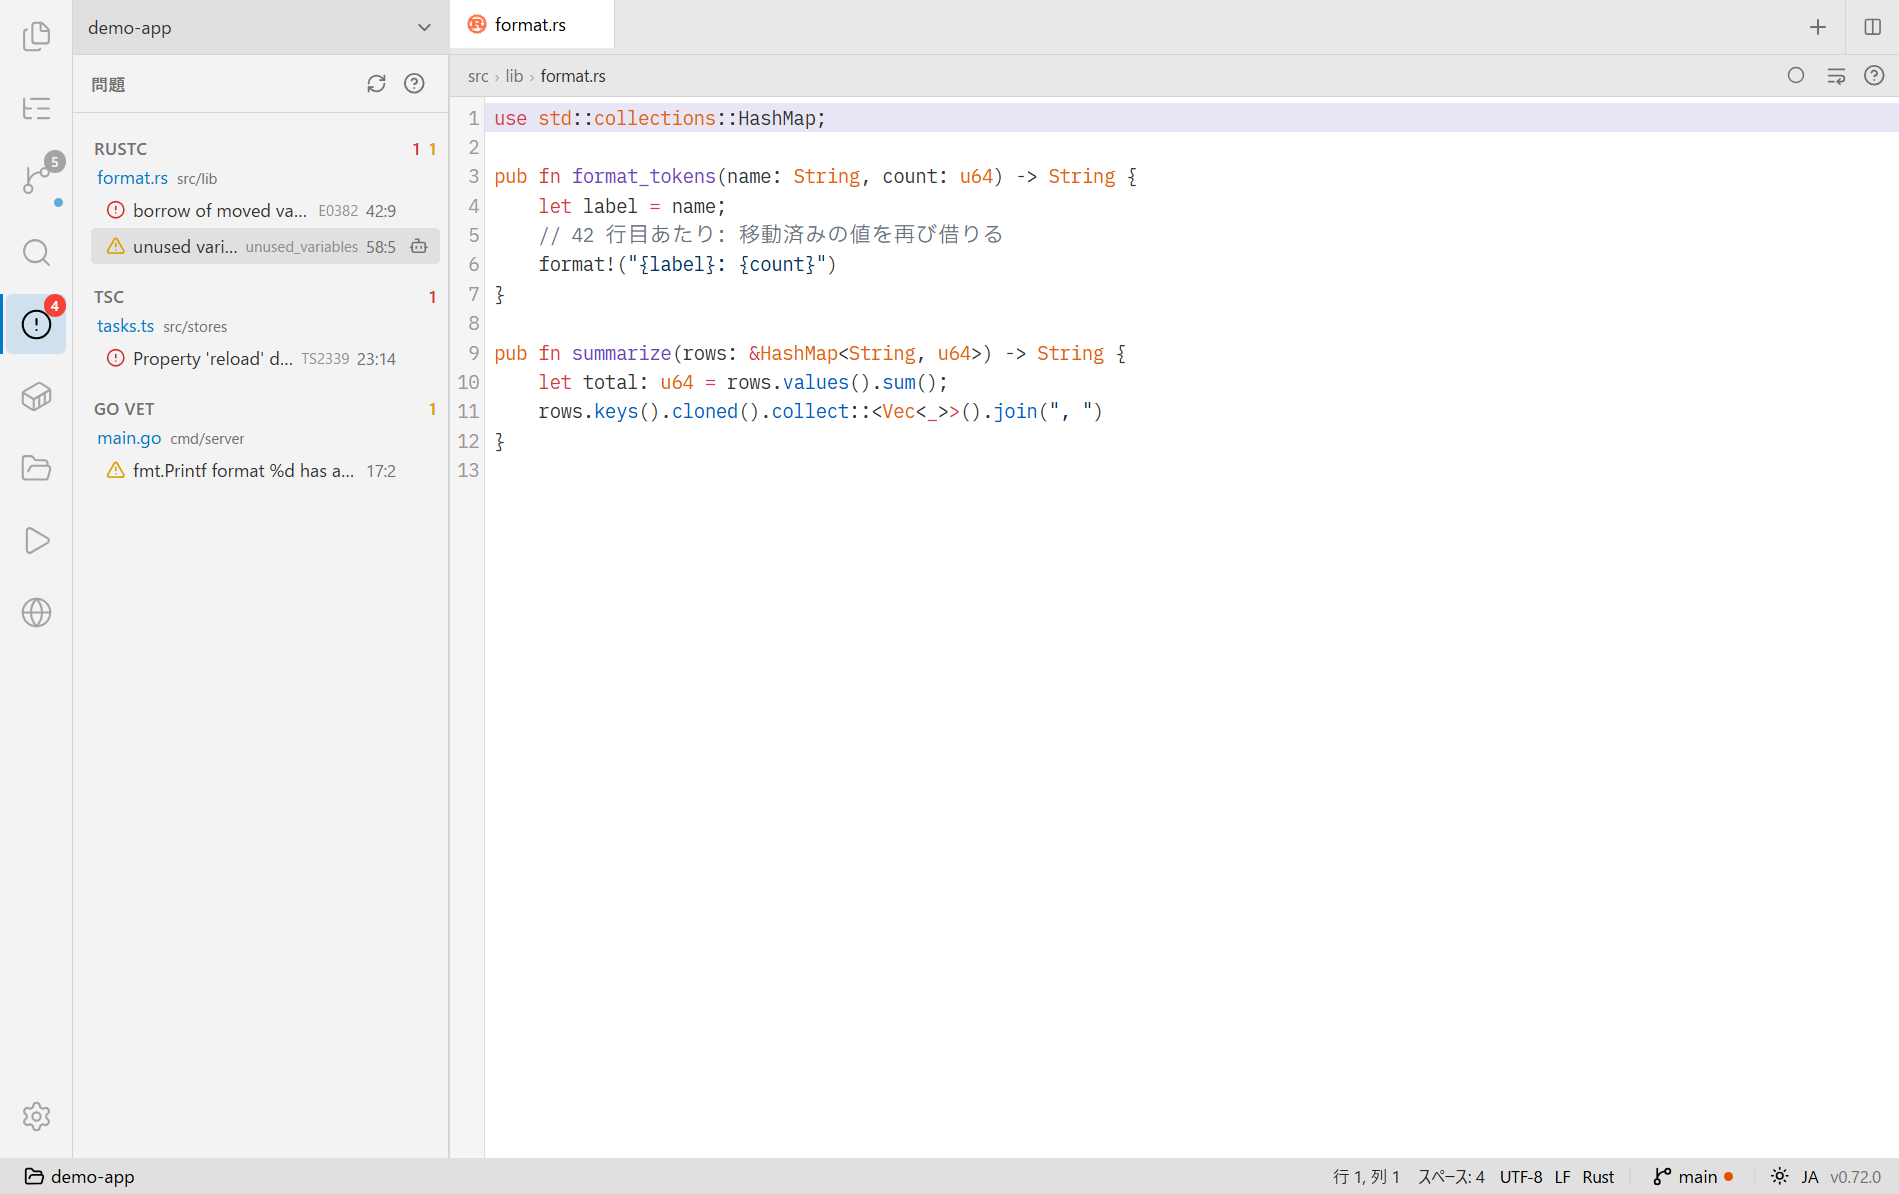 demo-app
format.rs
問題
src › lib › format.rs
5
4
RUSTC 1 1
format.rs src/lib
borrow of moved va... E0382 42:9
unused vari... unused_variables 58:5
TSC 1
tasks.ts src/stores
Property 'reload' d... TS2339 23:14
GO VET 1
main.go cmd/server
fmt.Printf format %d has a... 17:2
1 use std::collections::HashMap;
2
3 pub fn format_tokens(name: String, count: u64) -> String {
4     let label = name;
5     // 42 行目あたり: 移動済みの値を再び借りる
6     format!("{label}: {count}")
7 }
8
9 pub fn summarize(rows: &HashMap<String, u64>) -> String {
10     let total: u64 = rows.values().sum();
11     rows.keys().cloned().collect::<Vec<_>>().join(", ")
12 }
13
demo-app
行 1, 列 1 スペース: 4 UTF-8 LF Rust main JA v0.72.0